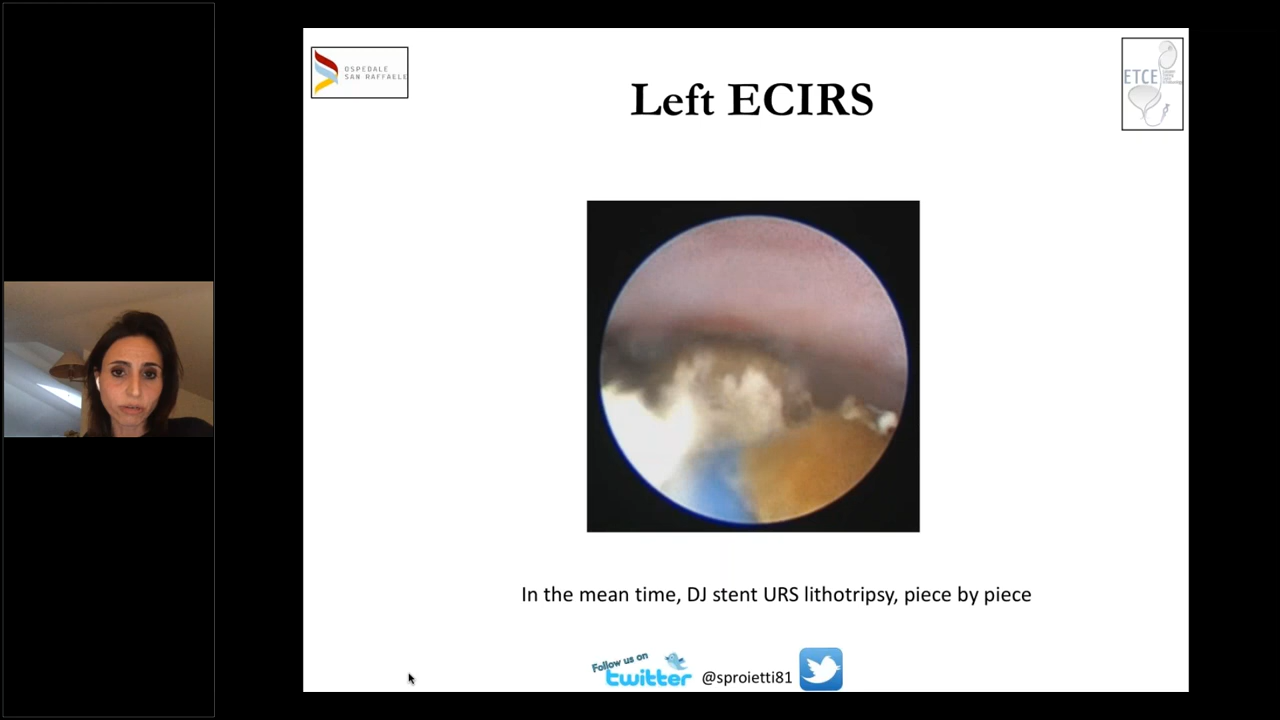 OSPEDALE
SAN RAFFAELE
ETCE
Left ECIRS
In the mean time, DJ stent URS lithotripsy, piece by piece
Follow us on
twitter
@sproietti81